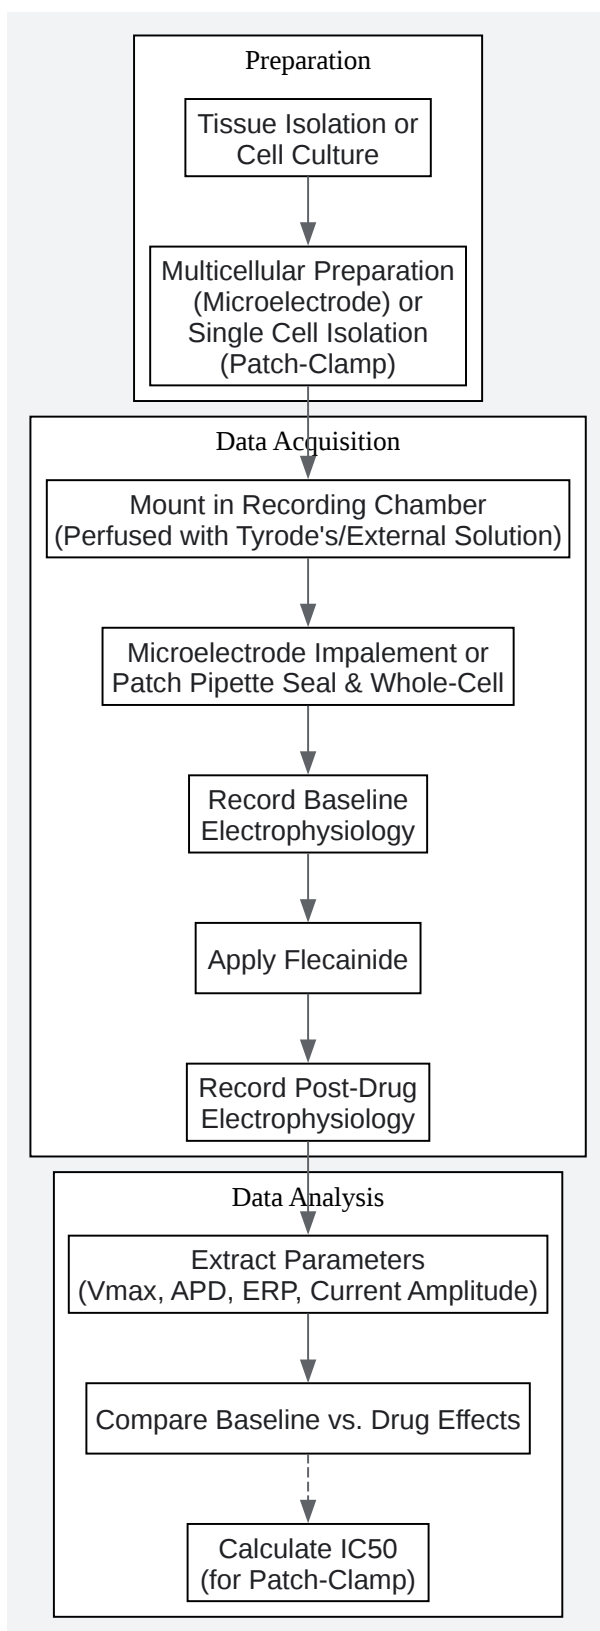 Preparation
Tissue Isolation or
Cell Culture
Multicellular Preparation
(Microelectrode) or
Single Cell Isolation
(Patch-Clamp)
Data Acquisition
Mount in Recording Chamber
(Perfused with Tyrode's/External Solution)
Microelectrode Impalement or
Patch Pipette Seal & Whole-Cell
Record Baseline
Electrophysiology
Apply Flecainide
Record Post-Drug
Electrophysiology
Data Analysis
Extract Parameters
(Vmax, APD, ERP, Current Amplitude)
Compare Baseline vs. Drug Effects
Calculate IC50
(for Patch-Clamp)